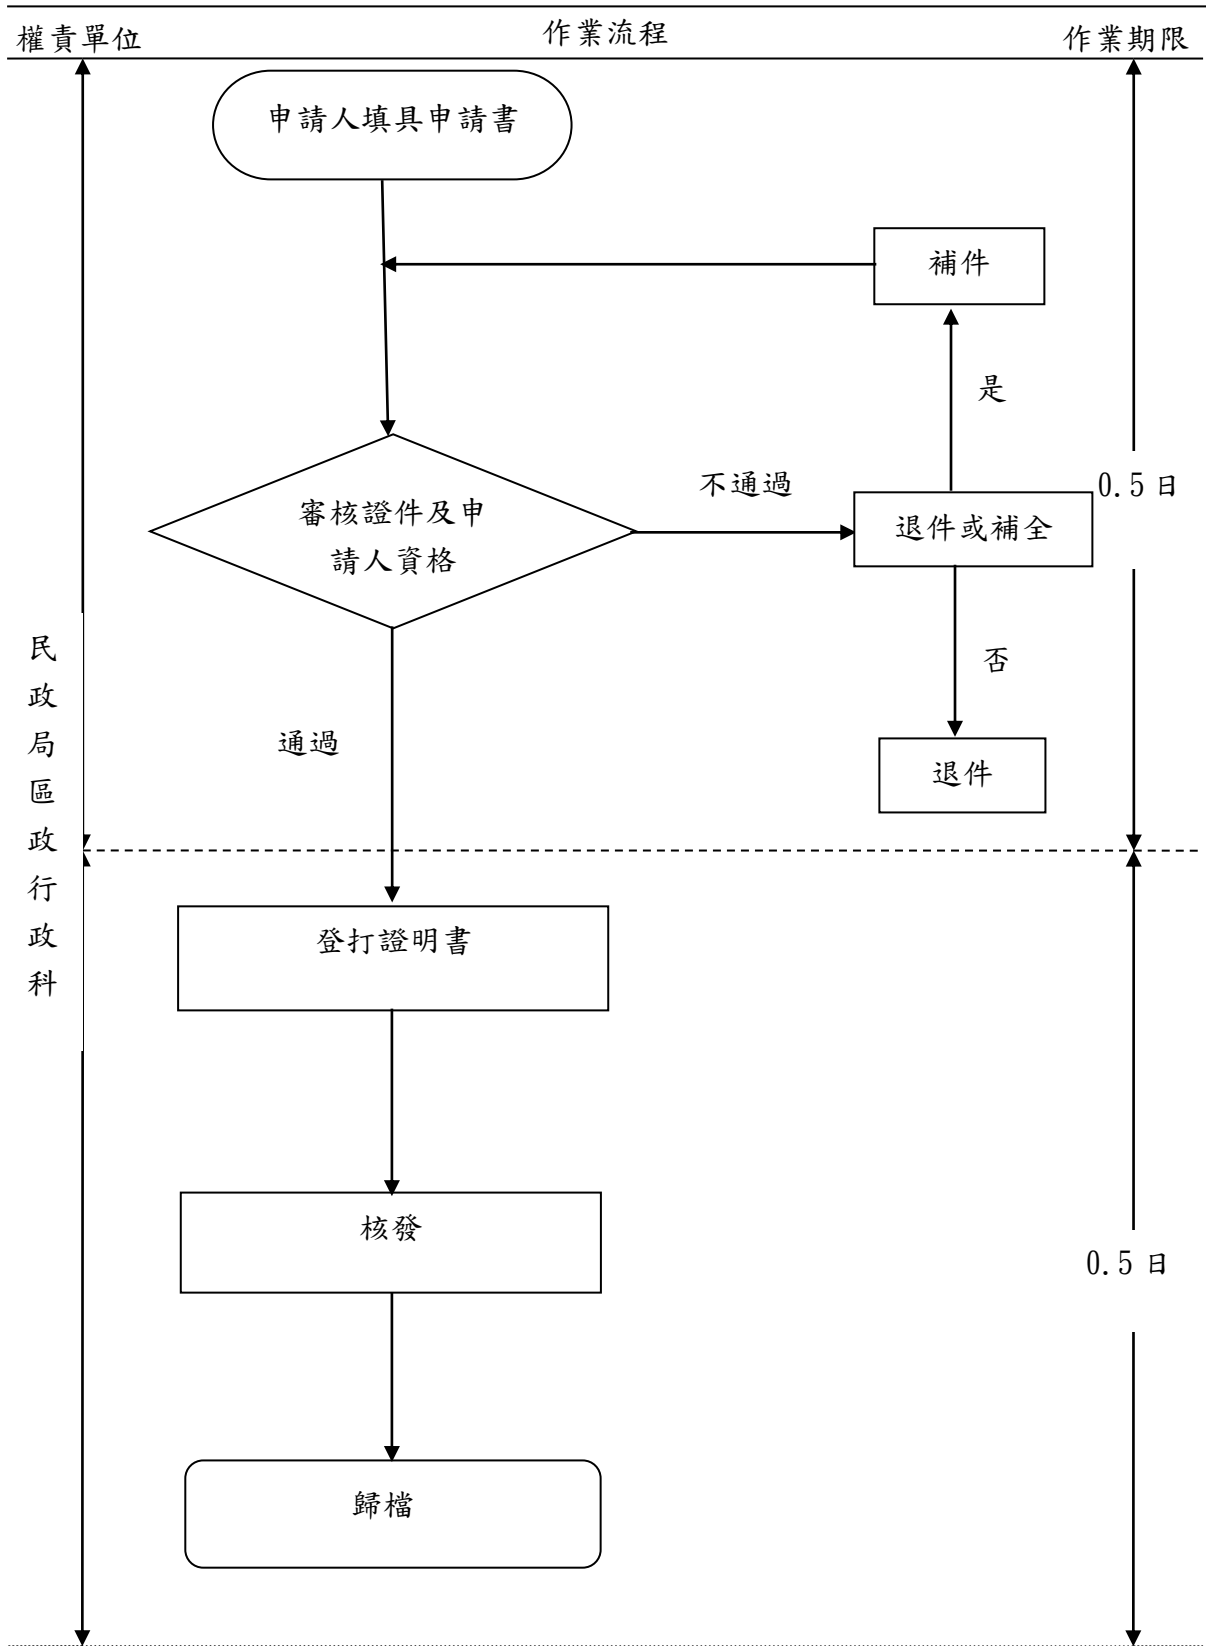 權責單位
作業流程
作業期限
申請人填具申請書
補件
是
不通過
0.5日
審核證件及申
請人資格
退件或補全
否
通過
退件
民
政
局
區
政
行
政
科
登打證明書
核發
0.5日
歸檔